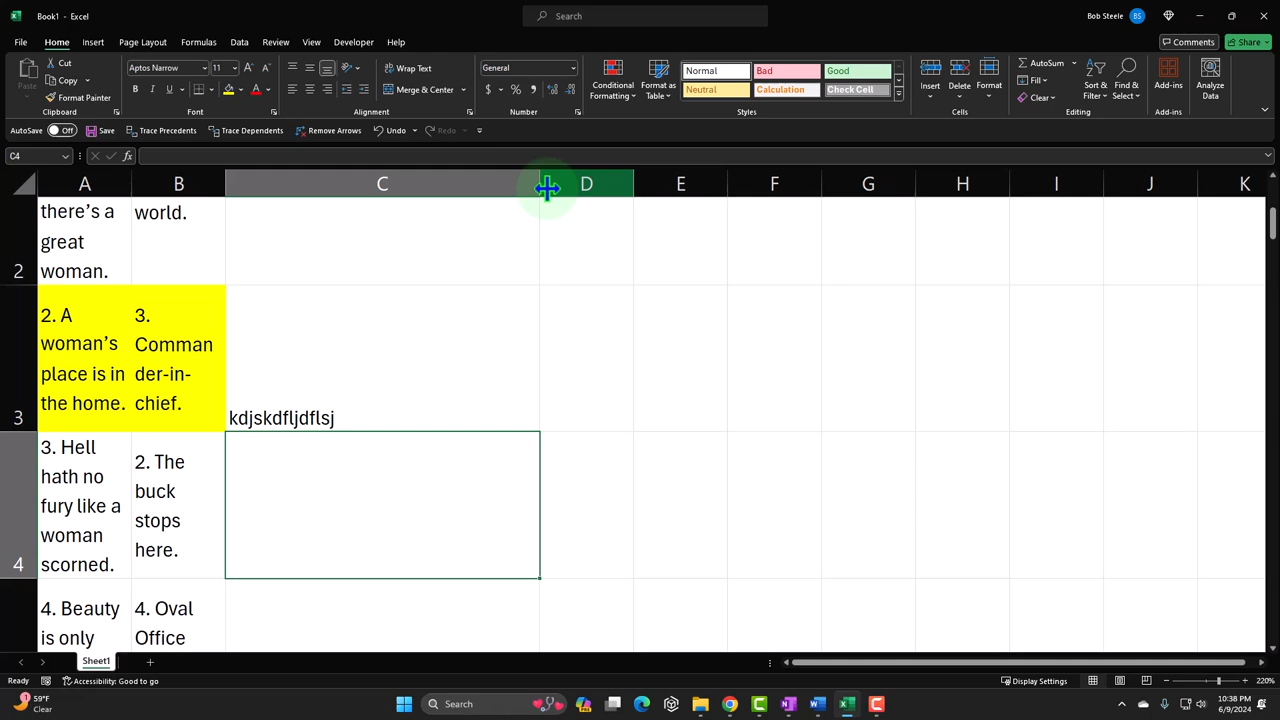 Book1 - Excel
Search
Bob Steele BS
File Home Insert Page Layout Formulas Data Review View Developer Help
Comments Share
Paste
Cut
Copy
Format Painter
Clipboard
Aptos Narrow 11
B I U
Font
Wrap Text
Merge & Center
Alignment
General
$ % ,
Number
Conditional Formatting
Format as Table
Normal Bad Good
Neutral Calculation Check Cell
Styles
Insert Delete Format
Cells
AutoSum
Fill
Clear
Sort & Filter
Find & Select
Editing
Add-ins
Add-ins
Analyze Data
AutoSave Off Save Trace Precedents Trace Dependents Remove Arrows Undo Redo
C4 fx
A B C D E F G H I J K
there's a
great
woman.
world.
2
2. A
woman's
place is in
the home.
3.
Comman
der-in-
chief.
kdjskdfljdflsj
3
3. Hell
hath no
fury like a
woman
scorned.
2. The
buck
stops
here.
4
4. Beauty
is only
4. Oval
Office
Sheet1
Ready Accessibility: Good to go Display Settings 220%
1
59°F
Clear
Search
10:38 PM
6/9/2024